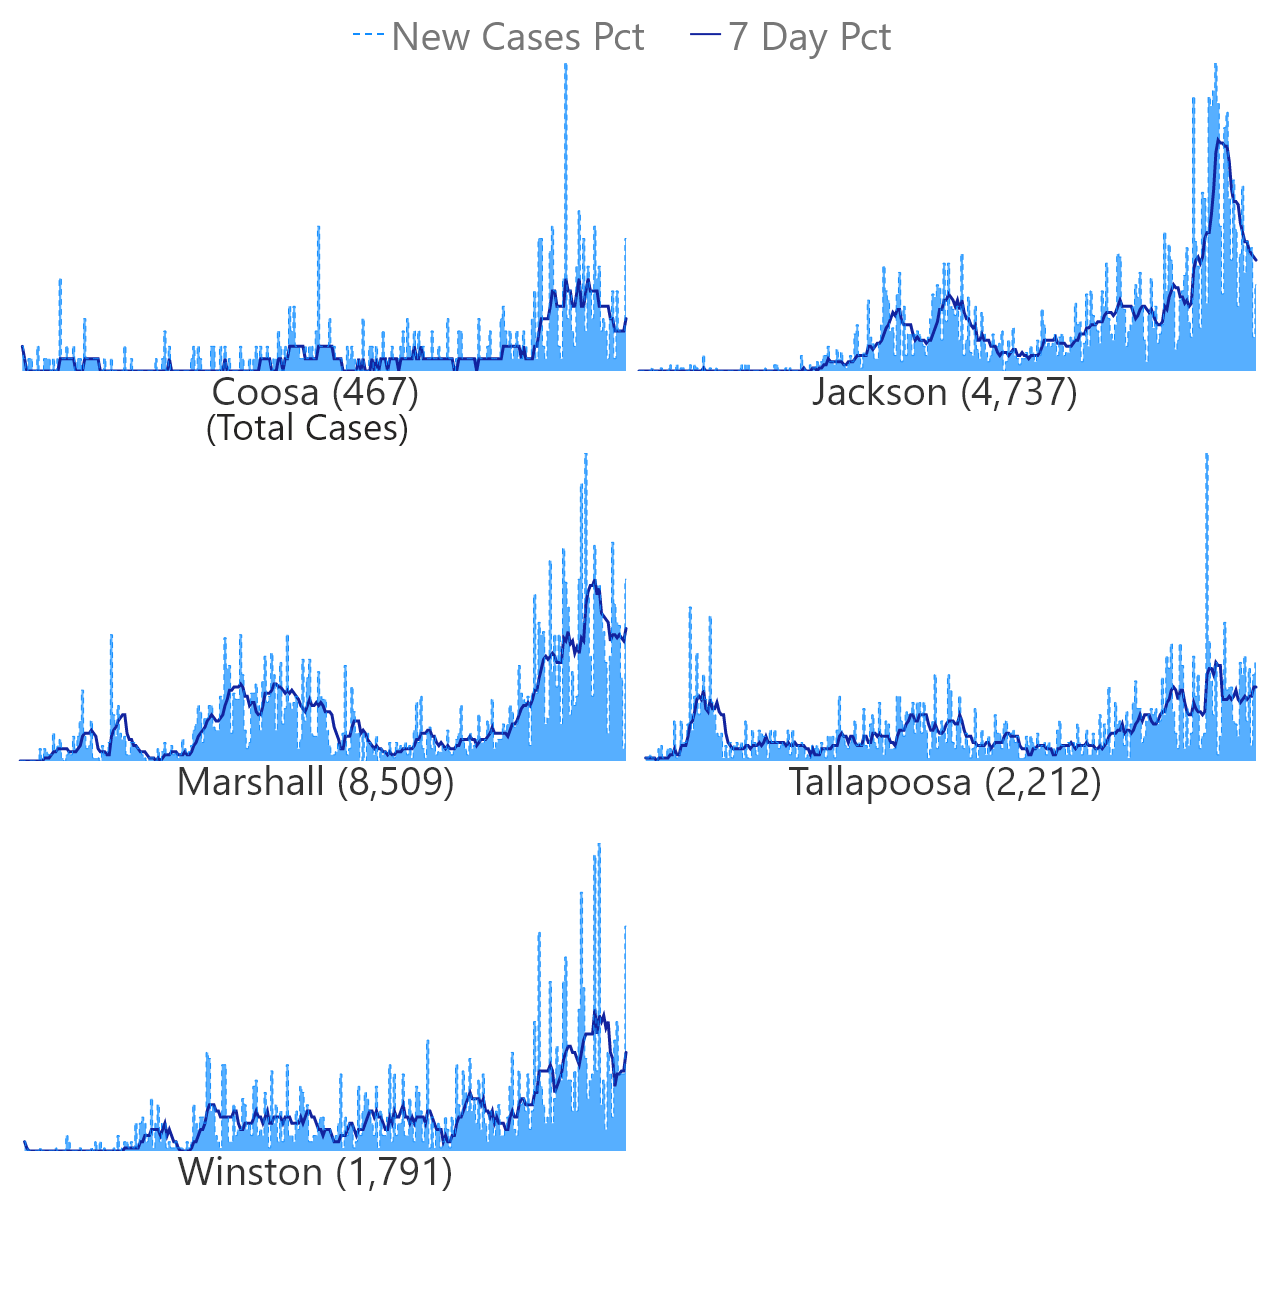 New Cases Pct 7 Day Pct
Coosa (467)
(Total Cases)
Jackson (4,737)
Marshall (8,509)
Tallapoosa (2,212)
Winston (1,791)